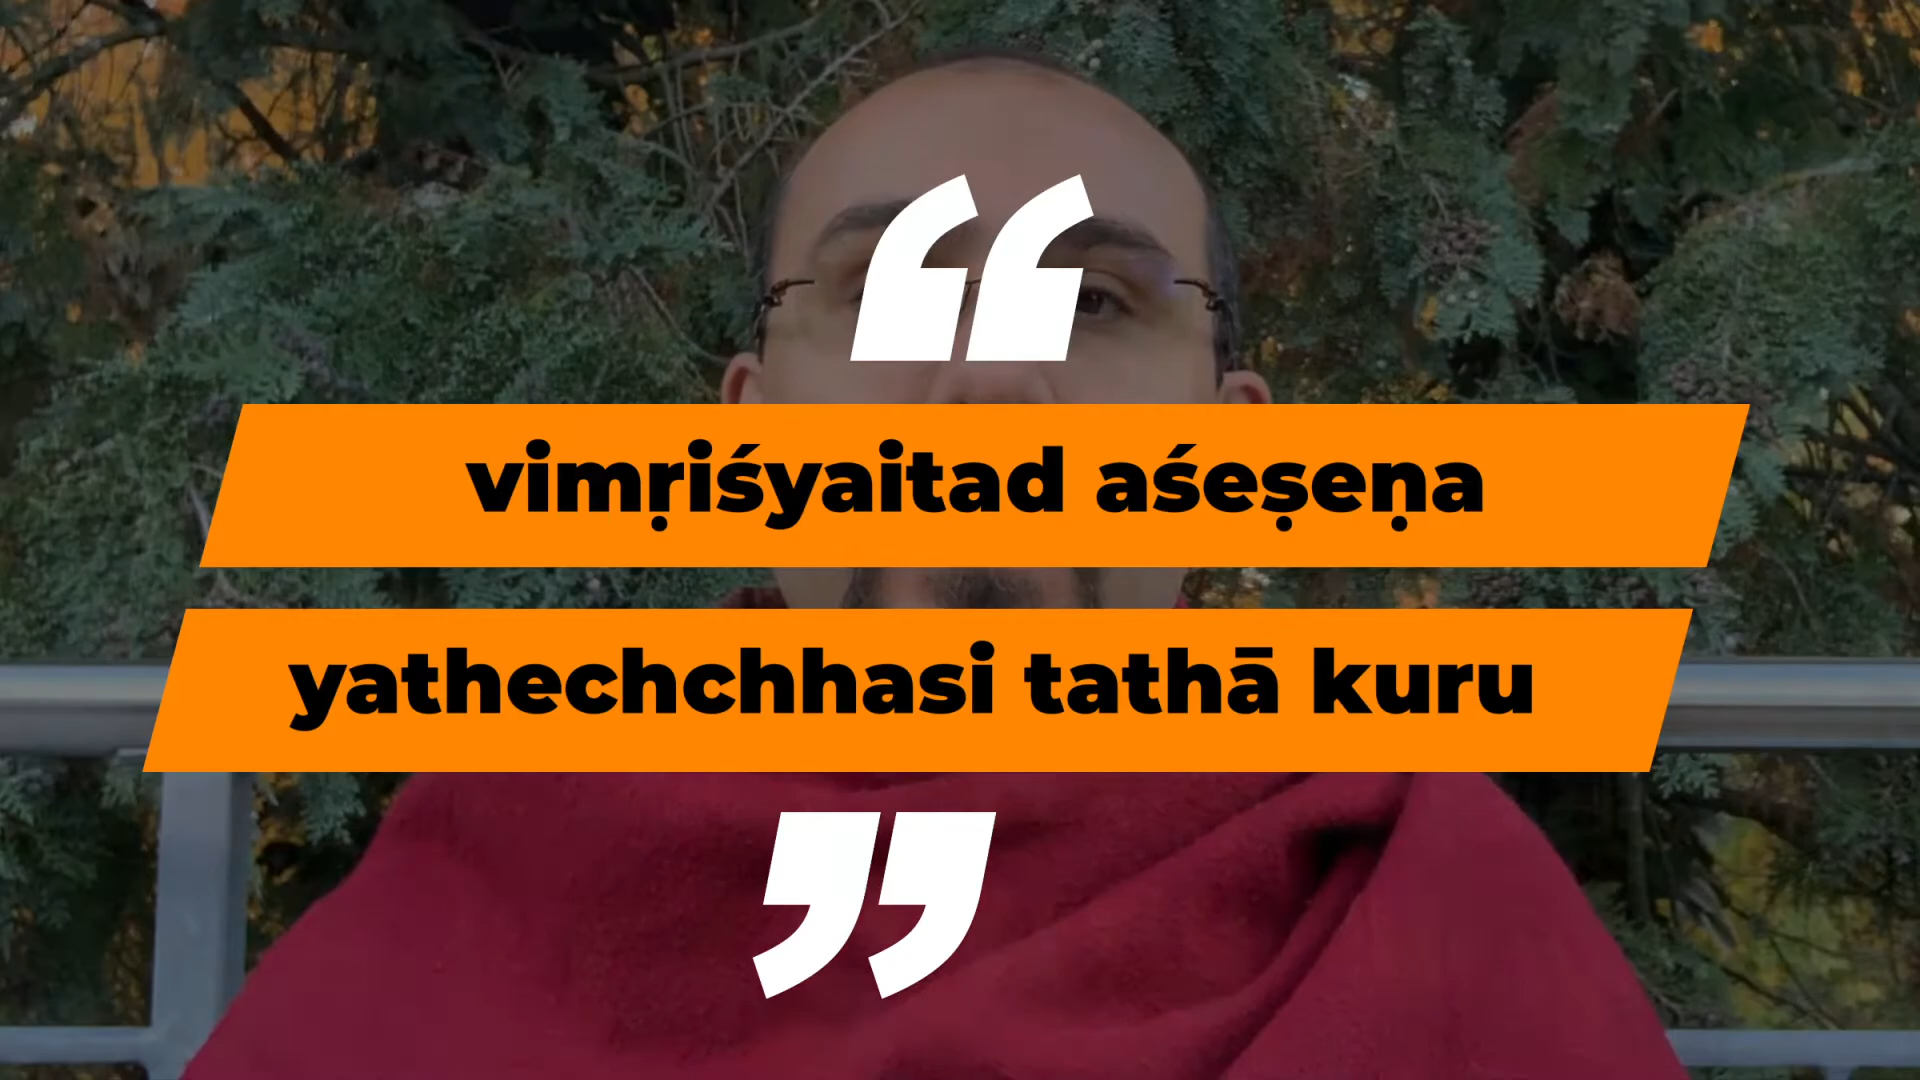 “
vimṛiśyaitad aśeṣeṇa
yathechchhasi tathā kuru
”